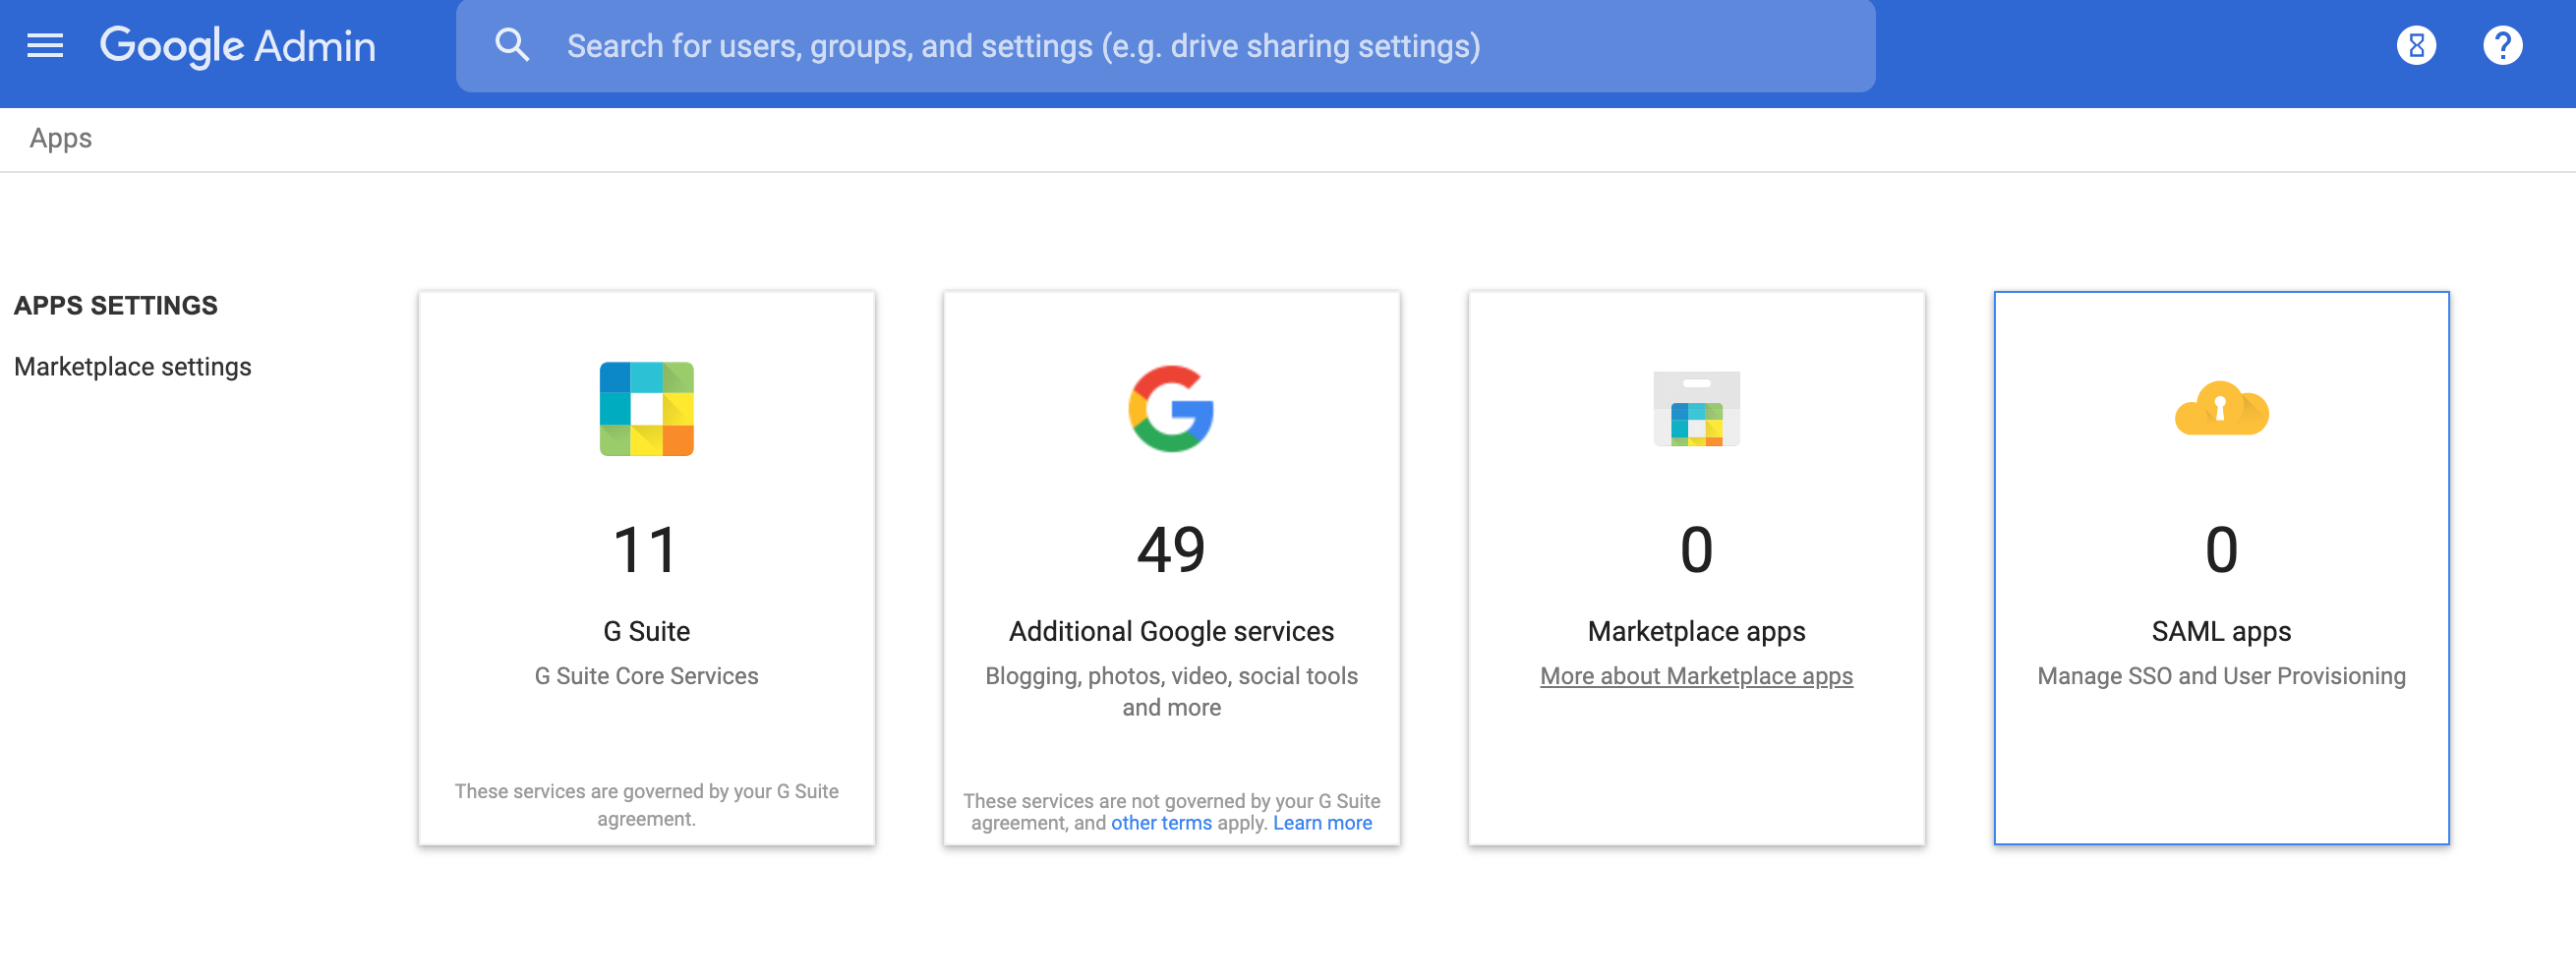 Google Admin
Search for users, groups, and settings (e.g. drive sharing settings)
Apps
APPS SETTINGS
Marketplace settings
11
G Suite
G Suite Core Services
These services are governed by your G Suite
agreement.
49
Additional Google services
Blogging, photos, video, social tools
and more
These services are not governed by your G Suite
agreement, and other terms apply. Learn more
0
Marketplace apps
More about Marketplace apps
0
SAML apps
Manage SSO and User Provisioning